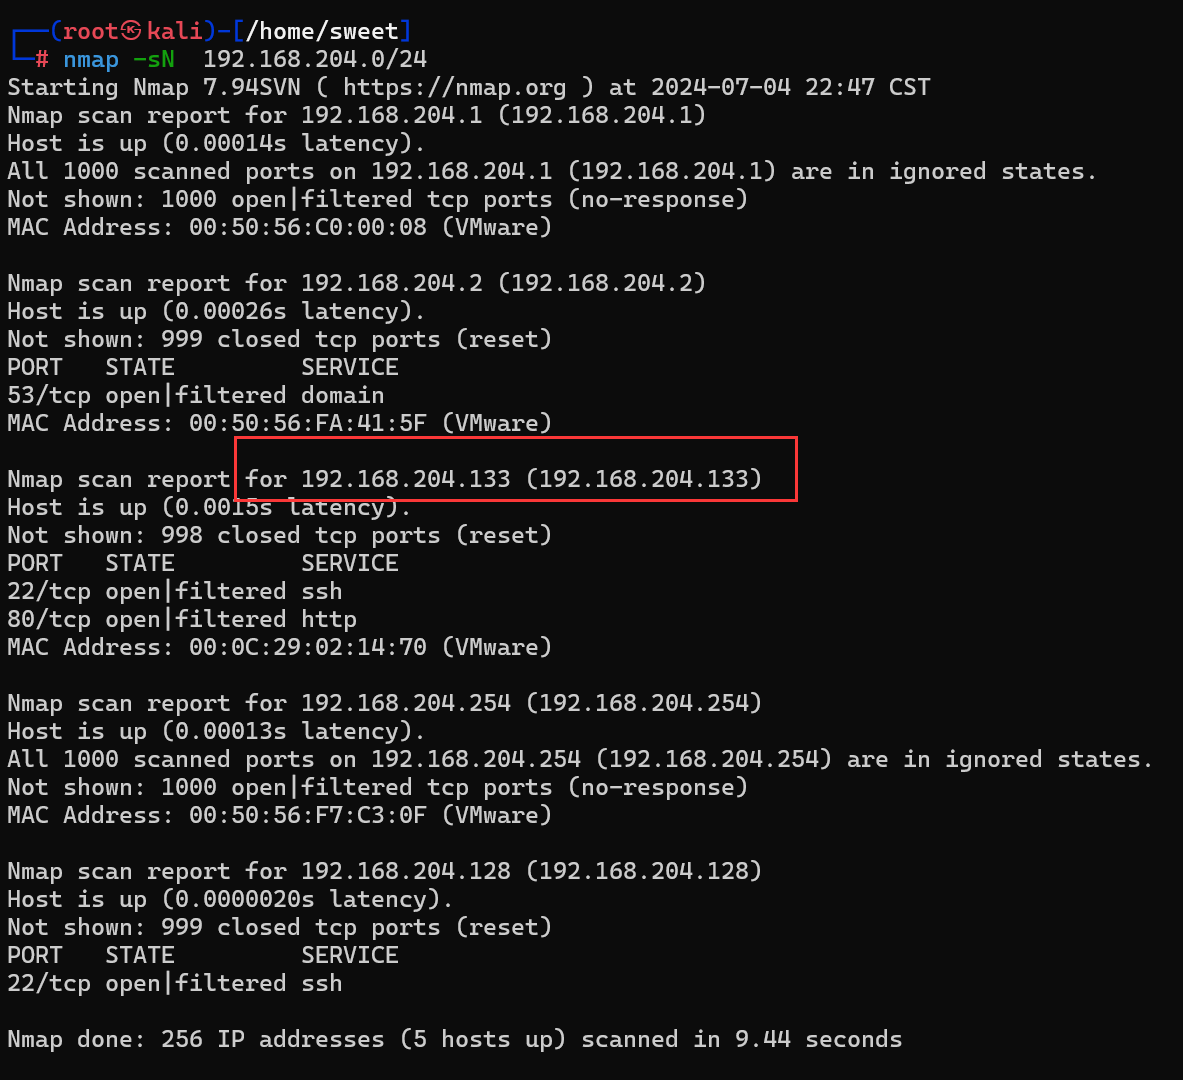 ┌──(root㉿kali)-[/home/sweet]
└─# nmap -sN  192.168.204.0/24
Starting Nmap 7.94SVN ( https://nmap.org ) at 2024-07-04 22:47 CST
Nmap scan report for 192.168.204.1 (192.168.204.1)
Host is up (0.00014s latency).
All 1000 scanned ports on 192.168.204.1 (192.168.204.1) are in ignored states.
Not shown: 1000 open|filtered tcp ports (no-response)
MAC Address: 00:50:56:C0:00:08 (VMware)

Nmap scan report for 192.168.204.2 (192.168.204.2)
Host is up (0.00026s latency).
Not shown: 999 closed tcp ports (reset)
PORT   STATE         SERVICE
53/tcp open|filtered domain
MAC Address: 00:50:56:FA:41:5F (VMware)

Nmap scan report for 192.168.204.133 (192.168.204.133)
Host is up (0.0015s latency).
Not shown: 998 closed tcp ports (reset)
PORT   STATE         SERVICE
22/tcp open|filtered ssh
80/tcp open|filtered http
MAC Address: 00:0C:29:02:14:70 (VMware)

Nmap scan report for 192.168.204.254 (192.168.204.254)
Host is up (0.00013s latency).
All 1000 scanned ports on 192.168.204.254 (192.168.204.254) are in ignored states.
Not shown: 1000 open|filtered tcp ports (no-response)
MAC Address: 00:50:56:F7:C3:0F (VMware)

Nmap scan report for 192.168.204.128 (192.168.204.128)
Host is up (0.0000020s latency).
Not shown: 999 closed tcp ports (reset)
PORT   STATE         SERVICE
22/tcp open|filtered ssh

Nmap done: 256 IP addresses (5 hosts up) scanned in 9.44 seconds